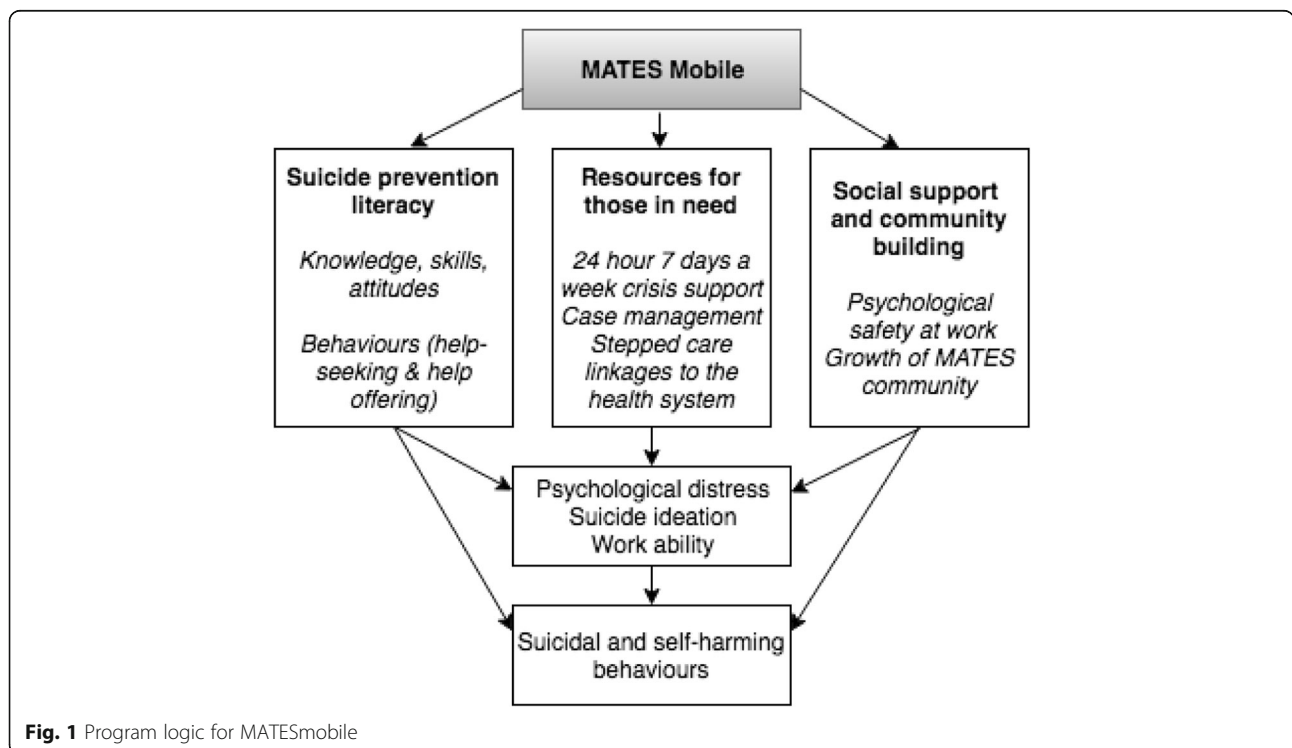 MATES Mobile
Suicide prevention
literacy
Knowledge, skills,
attitudes
Behaviours (help-
seeking & help
offering)
Resources for
those in need
24 hour 7 days a
week crisis support
Case management
Stepped care
linkages to the
health system
Social support
and community
building
Psychological
safety at work
Growth of MATES
community
Psychological distress
Suicide ideation
Work ability
Suicidal and self-harming
behaviours
Fig. 1 Program logic for MATESmobile